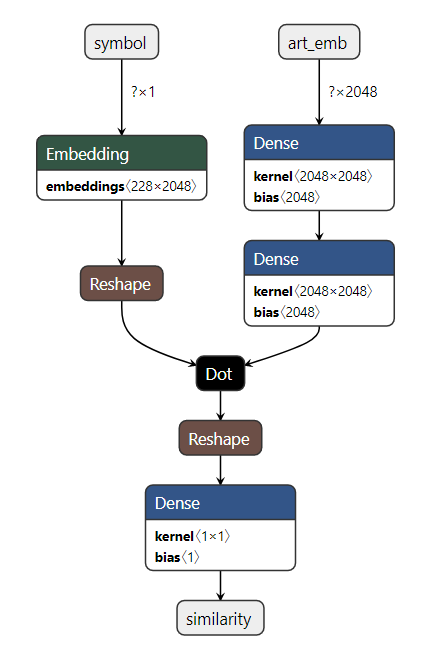 symbol
art_emb
?×1
?×2048
Embedding
embeddings〈228×2048〉
Dense
kernel〈2048×2048〉
bias〈2048〉
Dense
kernel〈2048×2048〉
bias〈2048〉
Reshape
Dot
Reshape
Dense
kernel〈1×1〉
bias〈1〉
similarity